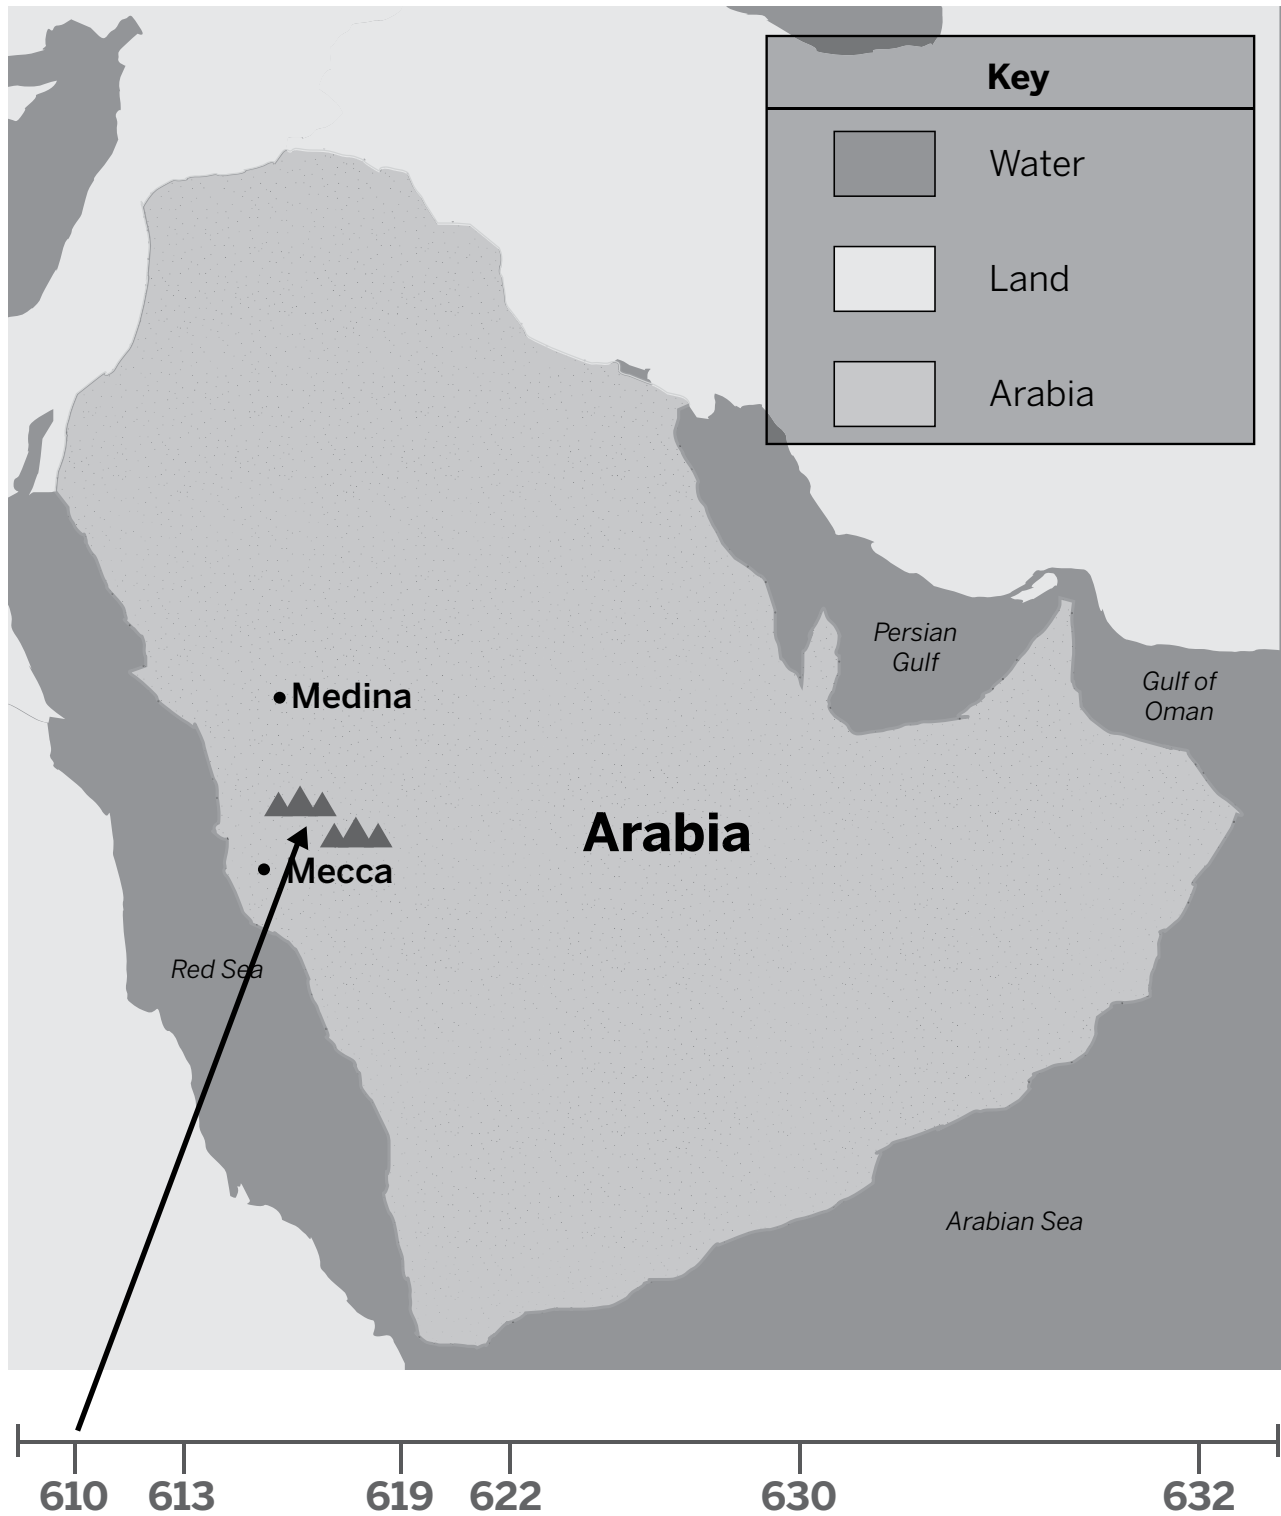 Key
Water
Land
Arabia
Persian
Gulf
Gulf of
Oman
Medina
Arabia
Mecca
Red Sea
Arabian Sea
610 613 619 622 630 632